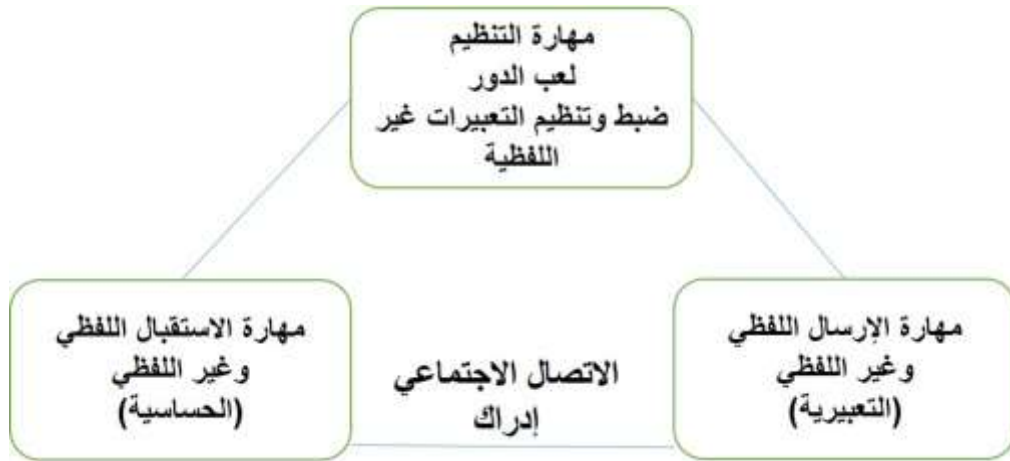 مهارة التنظيم
لعب الدور
ضبط وتنظيم التعبيرات غير
اللفظية
مهارة الإرسال اللفظي
وغير اللفظي
(التعبيرية)
الاتصال الاجتماعي
إدراك
مهارة الاستقبال اللفظي
وغير اللفظي
(الحساسية)